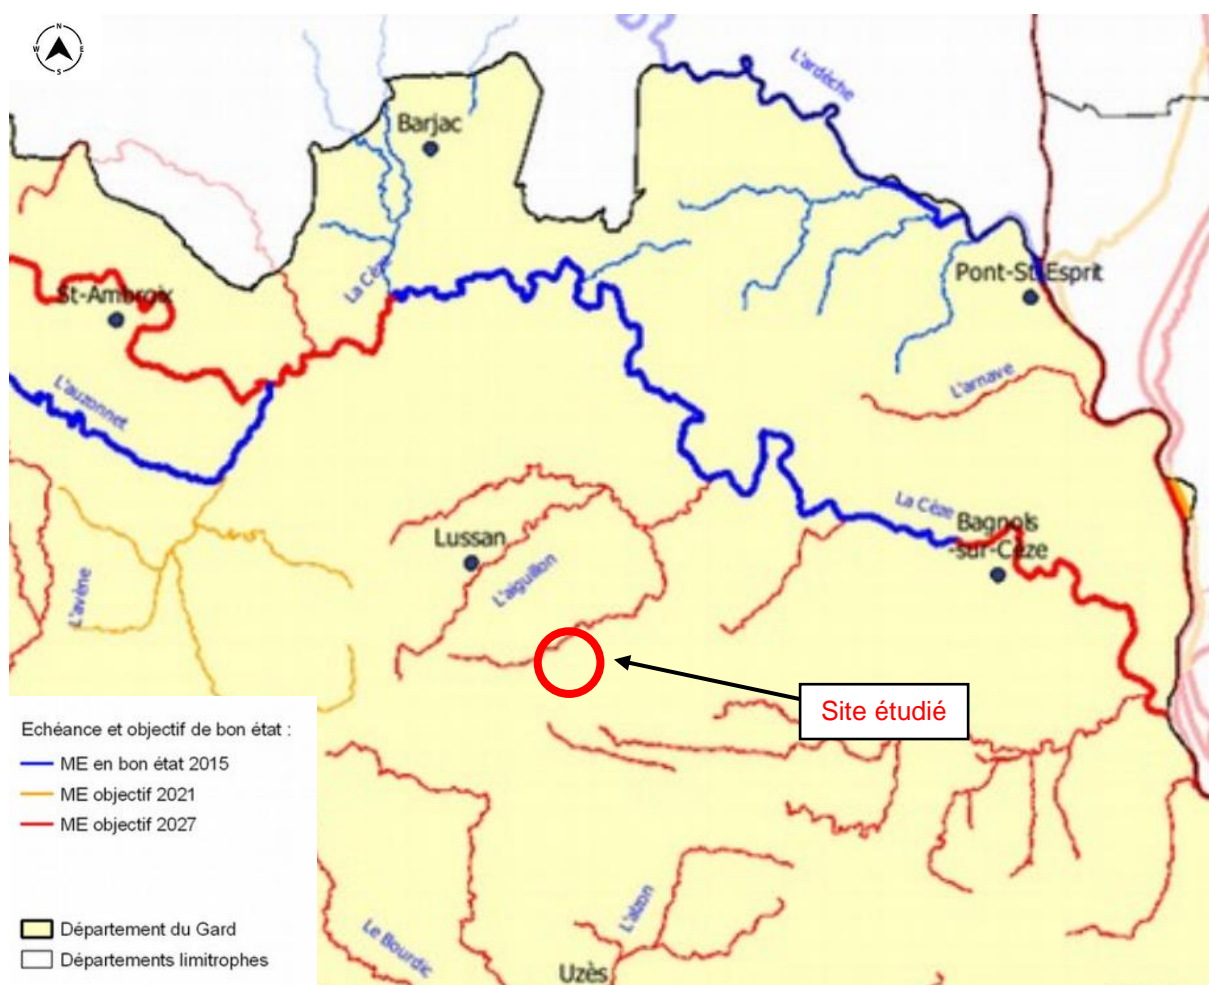 N
W E
S
L'ardèche
Barjac
La Cèze
Pont-St-Esprit
St-Ambroix
L'auzonnet
L'arnave
La Cèze
Bagnols
-sur-Cèze
Lussan
L'aiguillon
L'avène
Site étudié
Echéance et objectif de bon état :
ME en bon état 2015
ME objectif 2021
ME objectif 2027
L'alzon
Le Bourdic
Département du Gard
Départements limitrophes
Uzès